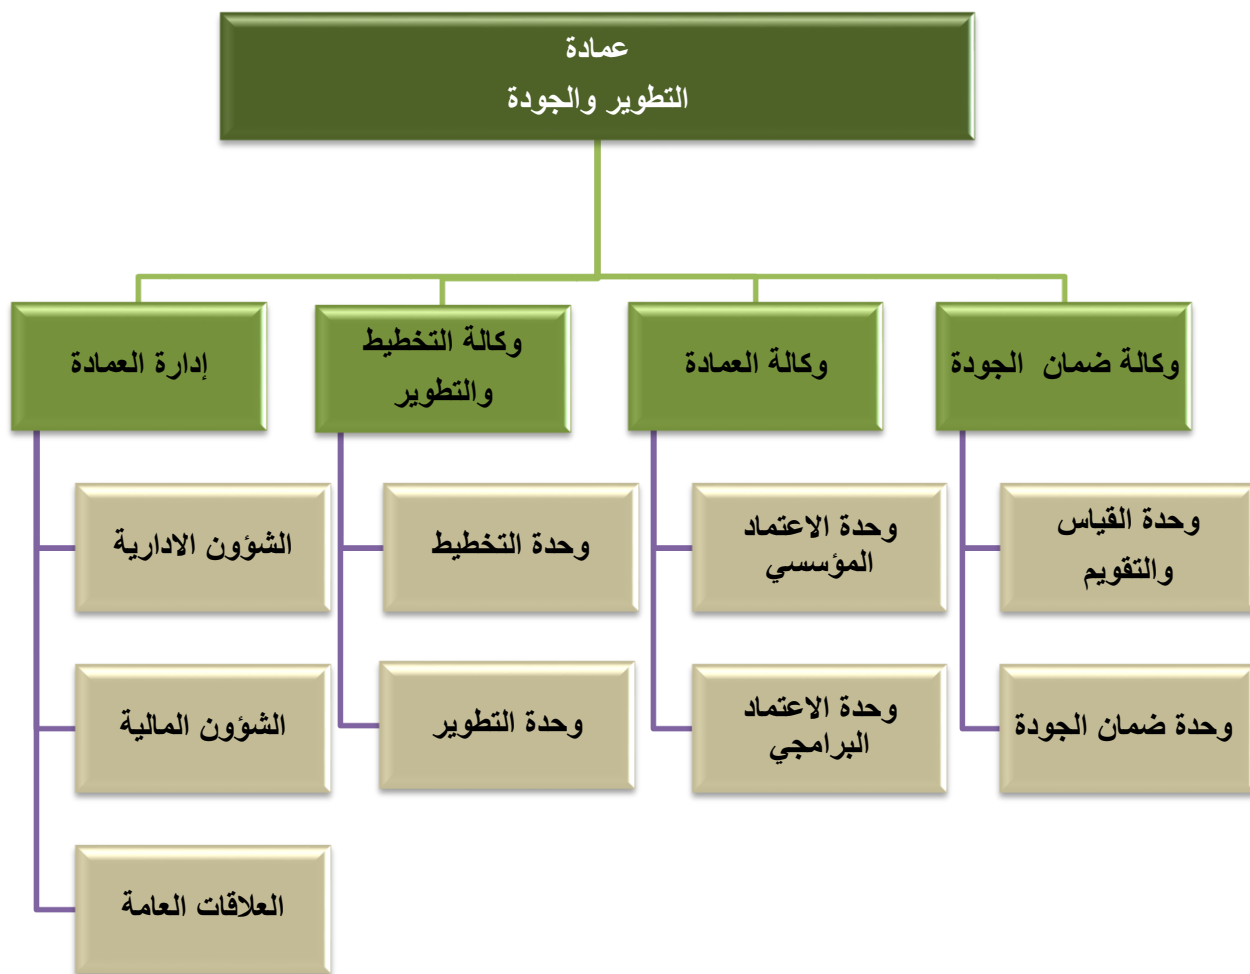 عمادة
التطوير والجودة
وكالة ضمان الجودة
وكالة العمادة
وكالة التخطيط
والتطوير
إدارة العمادة
وحدة القياس
والتقويم
وحدة الاعتماد
المؤسسي
وحدة التخطيط
الشؤون الادارية
وحدة ضمان الجودة
وحدة الاعتماد
البرامجي
وحدة التطوير
الشؤون المالية
العلاقات العامة